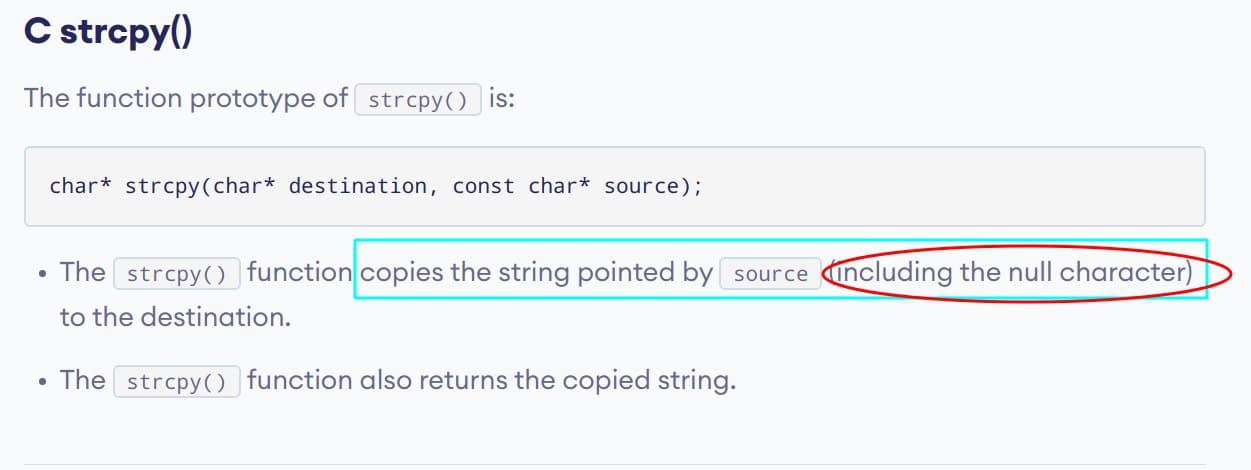 C strcpy()
The function prototype of strcpy() is:
char* strcpy(char* destination, const char* source);
• The strcpy() function copies the string pointed by source (including the null character)
to the destination.
• The strcpy() function also returns the copied string.